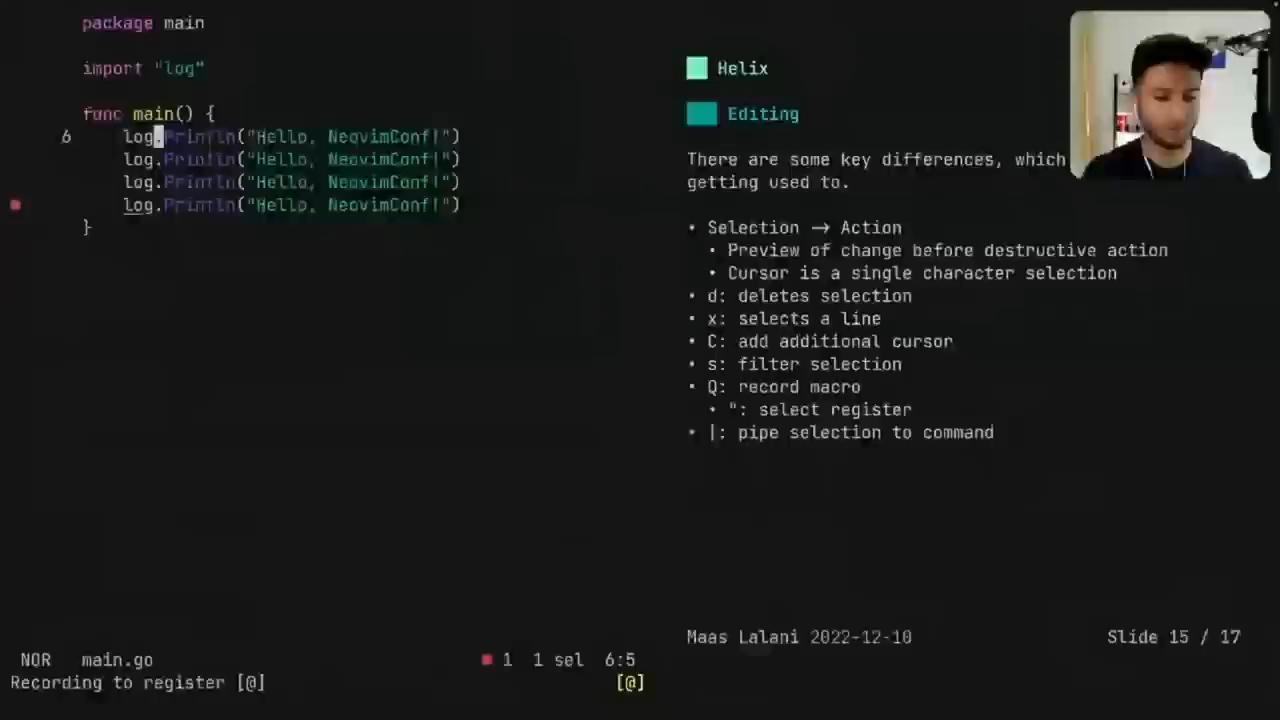 package main
import "log"
func main() {
6 log.Println("Hello, NeovimConf!")
log.Println("Hello, NeovimConf!")
log.Println("Hello, NeovimConf!")
log.Println("Hello, NeovimConf!")
}
NOR main.go 1 1 sel 6:5
Recording to register [@] [@]
Helix
Editing
There are some key differences, which
getting used to.
• Selection → Action
• Preview of change before destructive action
• Cursor is a single character selection
• d: deletes selection
• x: selects a line
• C: add additional cursor
• s: filter selection
• Q: record macro
• ": select register
• |: pipe selection to command
Maas Lalani 2022-12-10 Slide 15 / 17